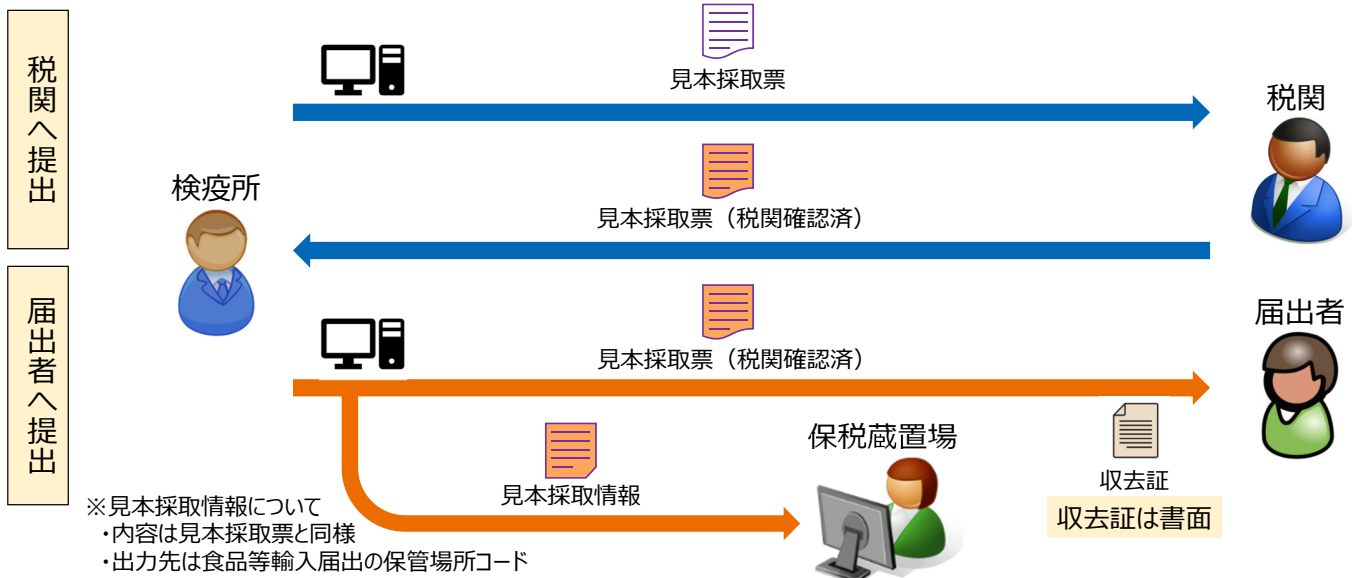 税関へ提出
見本採取票
税関
検疫所
見本採取票（税関確認済）
届出者へ提出
届出者
見本採取票（税関確認済）
保税蔵置場
見本採取情報
収去証
収去証は書面
※見本採取情報について
・内容は見本採取票と同様
・出力先は食品等輸入届出の保管場所コード